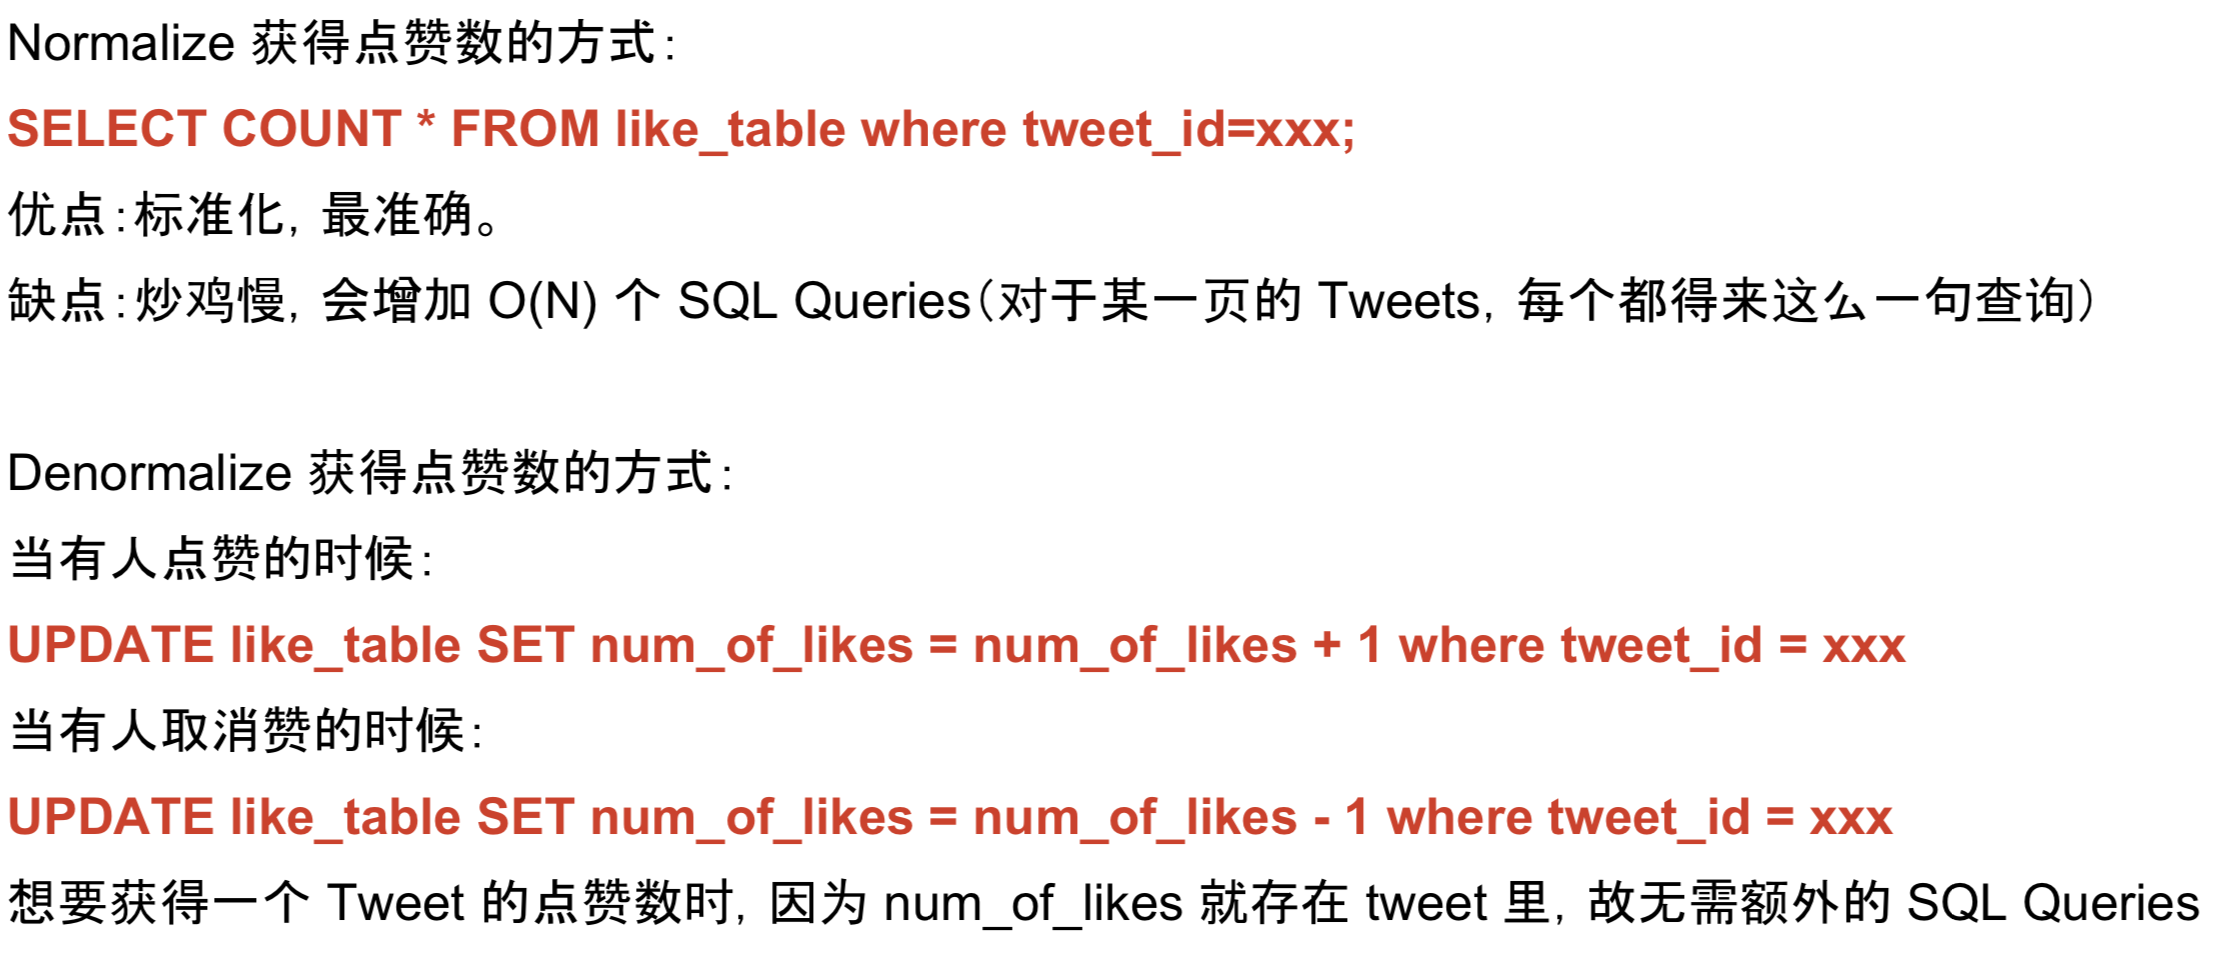 Normalize 获得点赞数的方式：
SELECT COUNT * FROM like_table where tweet_id=xxx;
优点：标准化，最准确。
缺点：炒鸡慢，会增加 O(N) 个 SQL Queries（对于某一页的 Tweets，每个都得来这么一句查询）
Denormalize 获得点赞数的方式：
当有人点赞的时候：
UPDATE like_table SET num_of_likes = num_of_likes + 1 where tweet_id = xxx
当有人取消赞的时候：
UPDATE like_table SET num_of_likes = num_of_likes - 1 where tweet_id = xxx
想要获得一个 Tweet 的点赞数时，因为 num_of_likes 就存在 tweet 里，故无需额外的 SQL Queries